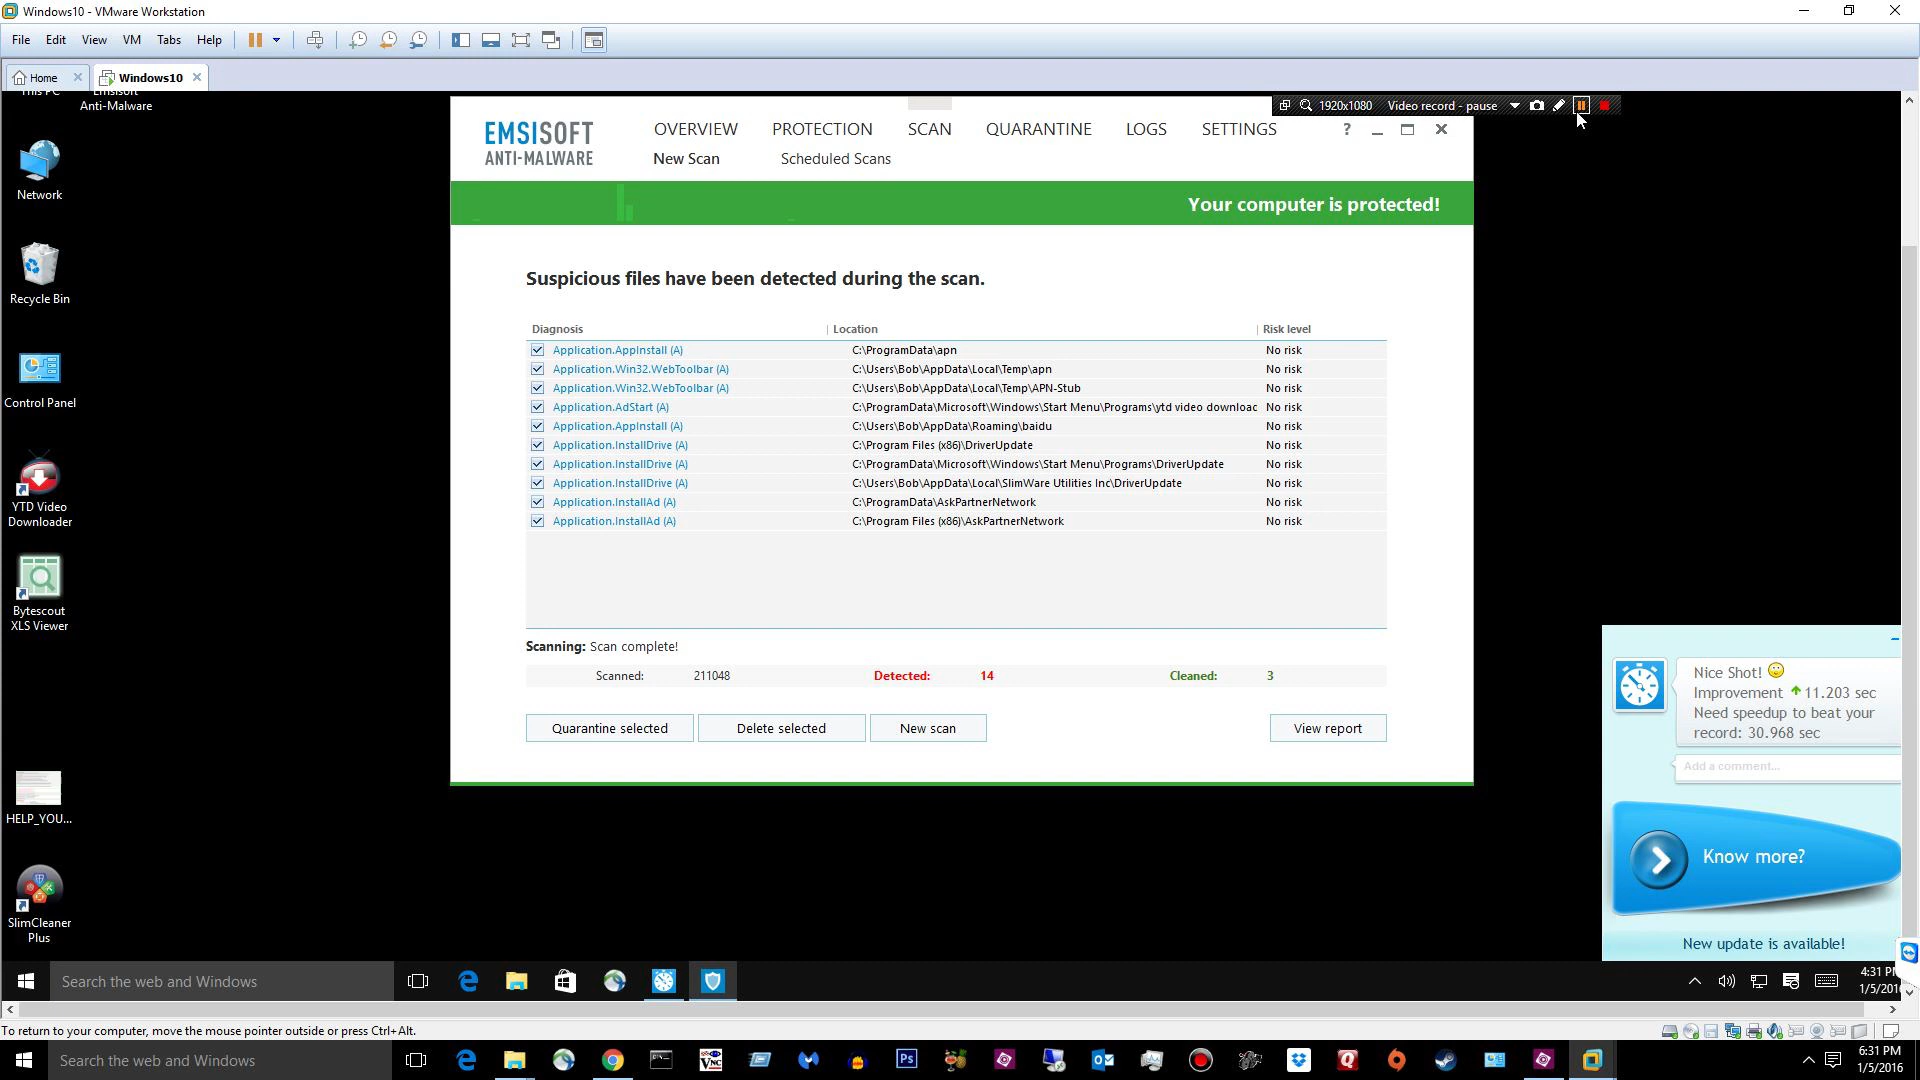 Windows10 - VMware Workstation
File Edit View VM Tabs Help
Home Windows10
This PC Emsisoft
Anti-Malware
1920x1080 Video record - pause
EMSISOFT
ANTI-MALWARE
OVERVIEW PROTECTION SCAN QUARANTINE LOGS SETTINGS ?
New Scan Scheduled Scans
Your computer is protected!
Suspicious files have been detected during the scan.
Diagnosis Location Risk level
Application.AppInstall (A) C:\ProgramData\apn No risk
Application.Win32.WebToolbar (A) C:\Users\Bob\AppData\Local\Temp\apn No risk
Application.Win32.WebToolbar (A) C:\Users\Bob\AppData\Local\Temp\APN-Stub No risk
Application.AdStart (A) C:\ProgramData\Microsoft\Windows\Start Menu\Programs\ytd video downloac No risk
Application.AppInstall (A) C:\Users\Bob\AppData\Roaming\baidu No risk
Application.InstallDrive (A) C:\Program Files (x86)\DriverUpdate No risk
Application.InstallDrive (A) C:\ProgramData\Microsoft\Windows\Start Menu\Programs\DriverUpdate No risk
Application.InstallDrive (A) C:\Users\Bob\AppData\Local\SlimWare Utilities Inc\DriverUpdate No risk
Application.InstallAd (A) C:\ProgramData\AskPartnerNetwork No risk
Application.InstallAd (A) C:\Program Files (x86)\AskPartnerNetwork No risk
Scanning: Scan complete!
Scanned: 211048 Detected: 14 Cleaned: 3
Quarantine selected Delete selected New scan View report
Network
Recycle Bin
Control Panel
YTD Video
Downloader
Bytescout
XLS Viewer
HELP_YOU...
SlimCleaner
Plus
Nice Shot!
Improvement 11.203 sec
Need speedup to beat your
record: 30.968 sec
Add a comment...
Know more?
New update is available!
Search the web and Windows
4:31 PM
1/5/2016
To return to your computer, move the mouse pointer outside or press Ctrl+Alt.
Search the web and Windows
VNC
Ps
6:31 PM
1/5/2016